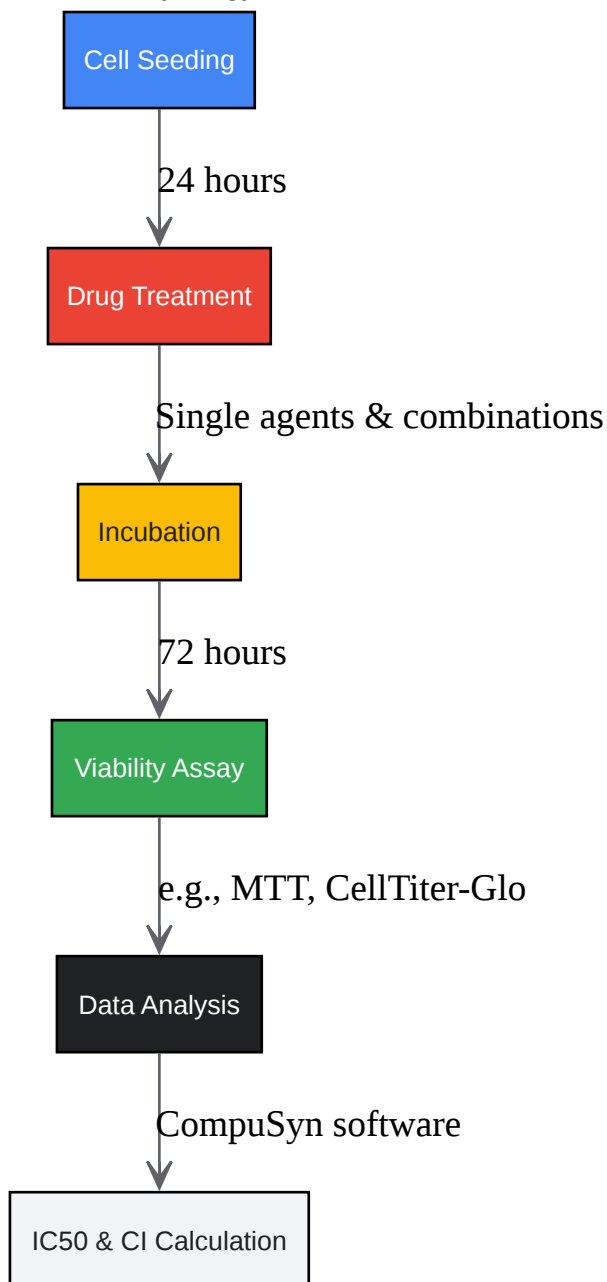 Cell Seeding
24 hours
Drug Treatment
Single agents & combinations
Incubation
72 hours
Viability Assay
e.g., MTT, CellTiter-Glo
Data Analysis
CompuSyn software
IC50 & CI Calculation